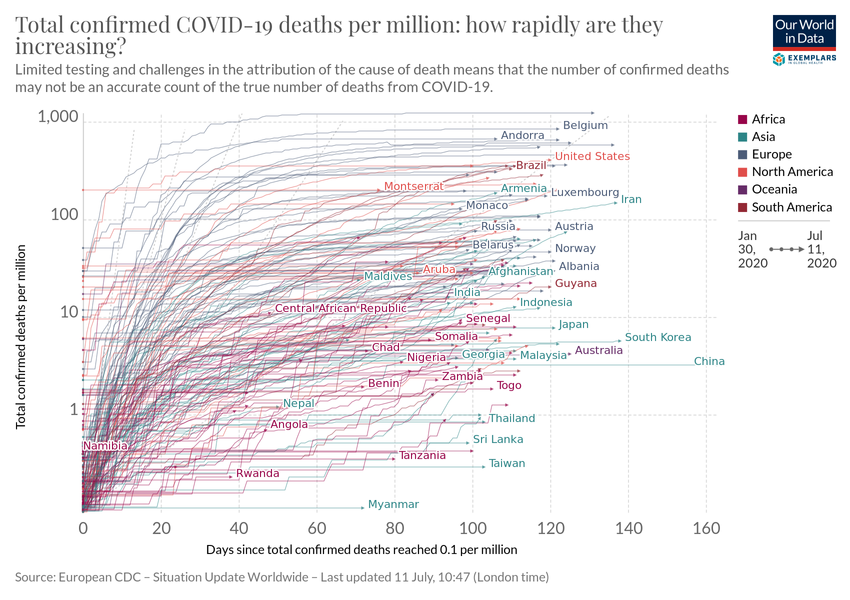 Total confirmed COVID-19 deaths per million: how rapidly are they
increasing?
Our World
in Data
EXEMPLARS
IN GLOBAL HEALTH
Limited testing and challenges in the attribution of the cause of death means that the number of confirmed deaths
may not be an accurate count of the true number of deaths from COVID-19.
Total confirmed deaths per million
1,000
100
10
1
Belgium
Andorra
United States
Brazil
Montserrat
Armenia
Luxembourg
Iran
Monaco
Russia
Austria
Belarus
Norway
Albania
Aruba
Afghanistan
Maldives
Guyana
India
Indonesia
Central African Republic
Senegal
Japan
Somalia
South Korea
Chad
Georgia
Malaysia
Australia
Nigeria
China
Zambia
Benin
Togo
Nepal
Thailand
Angola
Sri Lanka
Namibia
Tanzania
Taiwan
Rwanda
Myanmar
Africa
Asia
Europe
North America
Oceania
South America
Jan
30,
2020
Jul
11,
2020
0 20 40 60 80 100 120 140 160
Days since total confirmed deaths reached 0.1 per million
Source: European CDC – Situation Update Worldwide – Last updated 11 July, 10:47 (London time)